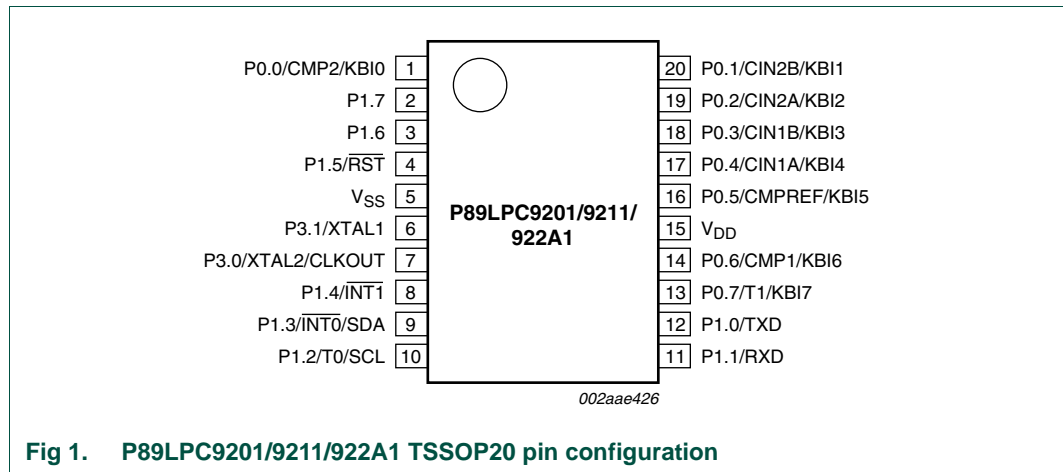 P0.0/CMP2/KBI0 1
P1.7 2
P1.6 3
P1.5/R̅S̅T̅ 4
VSS 5
P3.1/XTAL1 6
P3.0/XTAL2/CLKOUT 7
P1.4/I̅N̅T̅1̅ 8
P1.3/I̅N̅T̅0̅/SDA 9
P1.2/T0/SCL 10
P89LPC9201/9211/
922A1
20 P0.1/CIN2B/KBI1
19 P0.2/CIN2A/KBI2
18 P0.3/CIN1B/KBI3
17 P0.4/CIN1A/KBI4
16 P0.5/CMPREF/KBI5
15 VDD
14 P0.6/CMP1/KBI6
13 P0.7/T1/KBI7
12 P1.0/TXD
11 P1.1/RXD
002aae426
Fig 1. P89LPC9201/9211/922A1 TSSOP20 pin configuration